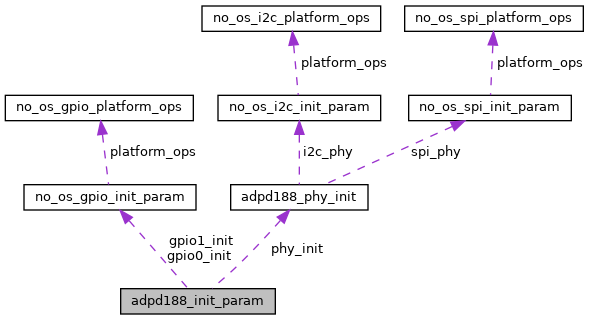 no_os_i2c_platform_ops
no_os_spi_platform_ops
platform_ops
platform_ops
no_os_gpio_platform_ops
no_os_i2c_init_param
no_os_spi_init_param
platform_ops
i2c_phy
spi_phy
no_os_gpio_init_param
adpd188_phy_init
gpio1_init
gpio0_init
phy_init
adpd188_init_param